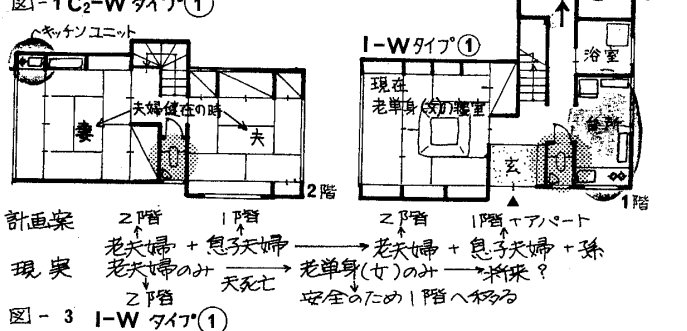 図-1 C₂-W タイプ①
キッチンユニット
I-W タイプ①
浴室
現在
老単身(女)の寝室
台所
夫婦健在の時
妻
夫
玄
2階
1階
計画案 2階 1階 2階 1階+アパート
老夫婦 + 息子夫婦 → 老夫婦 + 息子夫婦 + 孫
現実 老夫婦のみ → 老単身(女)のみ → 将来?
夫死亡
2階 安全のため1階へ移る
図-3 I-W タイプ①